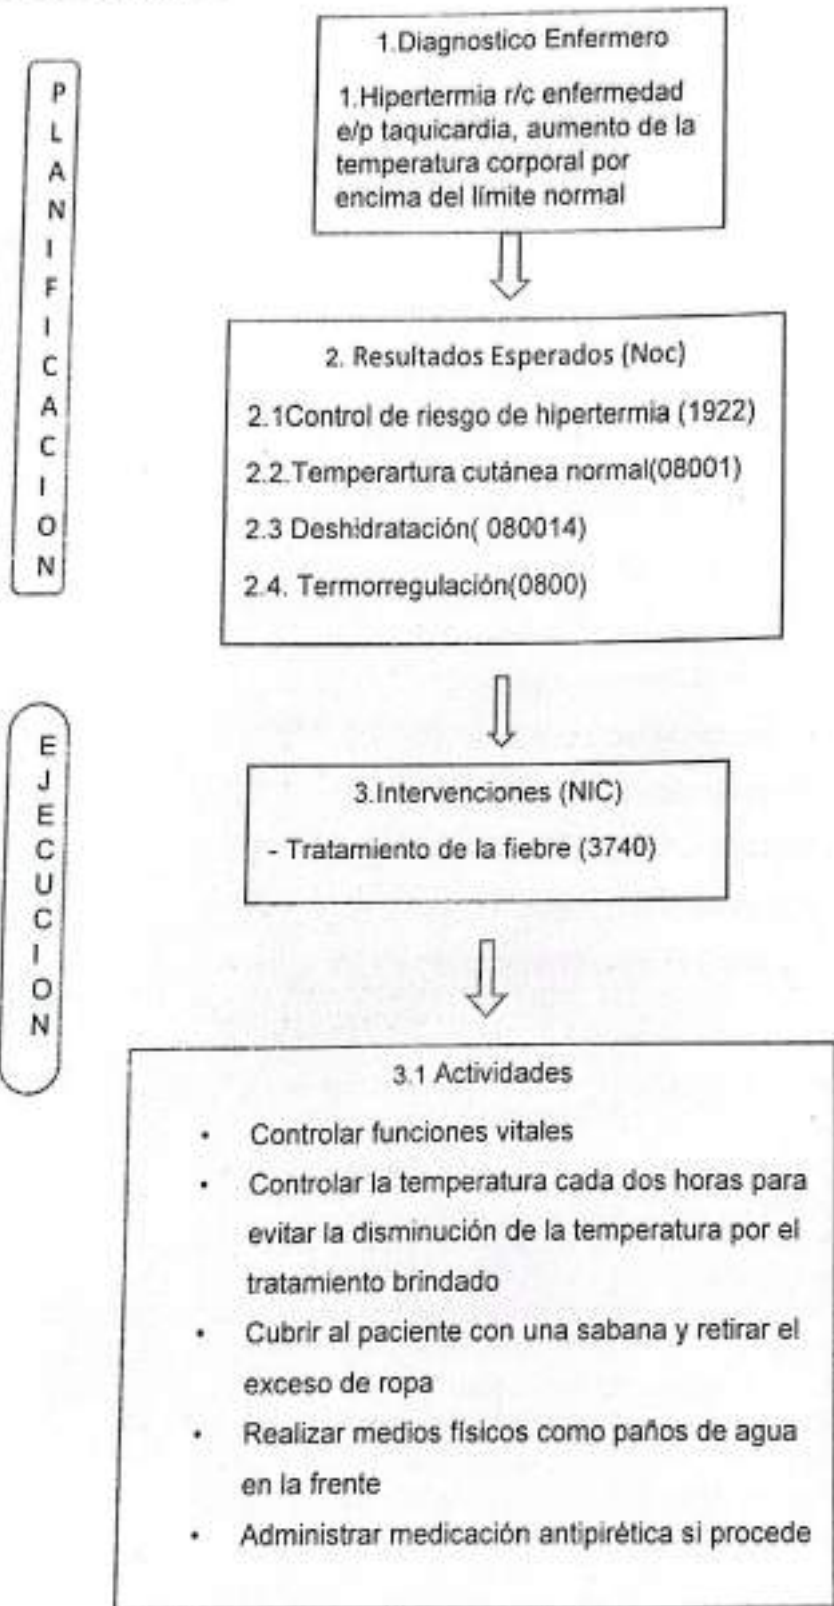 PLANIFICACION
1.Diagnostico Enfermero
1.Hipertermia r/c enfermedad
e/p taquicardia, aumento de la
temperatura corporal por
encima del límite normal
2. Resultados Esperados (Noc)
2.1Control de riesgo de hipertermia (1922)
2.2.Temperartura cutánea normal(08001)
2.3 Deshidratación( 080014)
2.4. Termorregulación(0800)
EJECUCION
3.Intervenciones (NIC)
- Tratamiento de la fiebre (3740)
3.1 Actividades
• Controlar funciones vitales
• Controlar la temperatura cada dos horas para
evitar la disminución de la temperatura por el
tratamiento brindado
• Cubrir al paciente con una sabana y retirar el
exceso de ropa
• Realizar medios físicos como paños de agua
en la frente
• Administrar medicación antipirética si procede